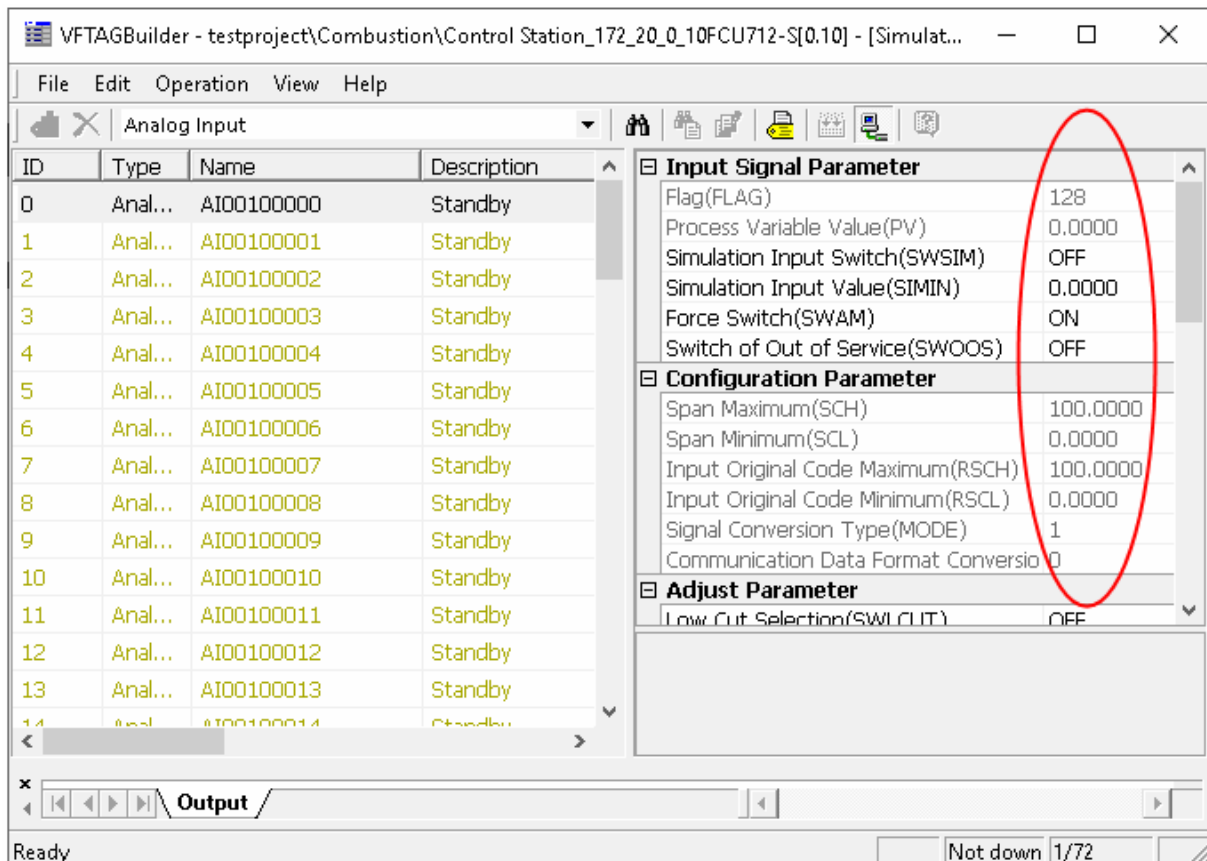 VFTAGBuilder - testproject\Combustion\Control Station_172_20_0_10FCU712-S[0.10] - [Simulat...
File Edit Operation View Help
Analog Input
ID Type Name Description
0 Anal... AI00100000 Standby
1 Anal... AI00100001 Standby
2 Anal... AI00100002 Standby
3 Anal... AI00100003 Standby
4 Anal... AI00100004 Standby
5 Anal... AI00100005 Standby
6 Anal... AI00100006 Standby
7 Anal... AI00100007 Standby
8 Anal... AI00100008 Standby
9 Anal... AI00100009 Standby
10 Anal... AI00100010 Standby
11 Anal... AI00100011 Standby
12 Anal... AI00100012 Standby
13 Anal... AI00100013 Standby
14 Anal... AI00100014 Standby
Input Signal Parameter
Flag(FLAG) 128
Process Variable Value(PV) 0.0000
Simulation Input Switch(SWSIM) OFF
Simulation Input Value(SIMIN) 0.0000
Force Switch(SWAM) ON
Switch of Out of Service(SWOOS) OFF
Configuration Parameter
Span Maximum(SCH) 100.0000
Span Minimum(SCL) 0.0000
Input Original Code Maximum(RSCH) 100.0000
Input Original Code Minimum(RSCL) 0.0000
Signal Conversion Type(MODE) 1
Communication Data Format Conversio 0
Adjust Parameter
Low Cut Selection(SWLCUT) OFF
Output
Ready Not down 1/72